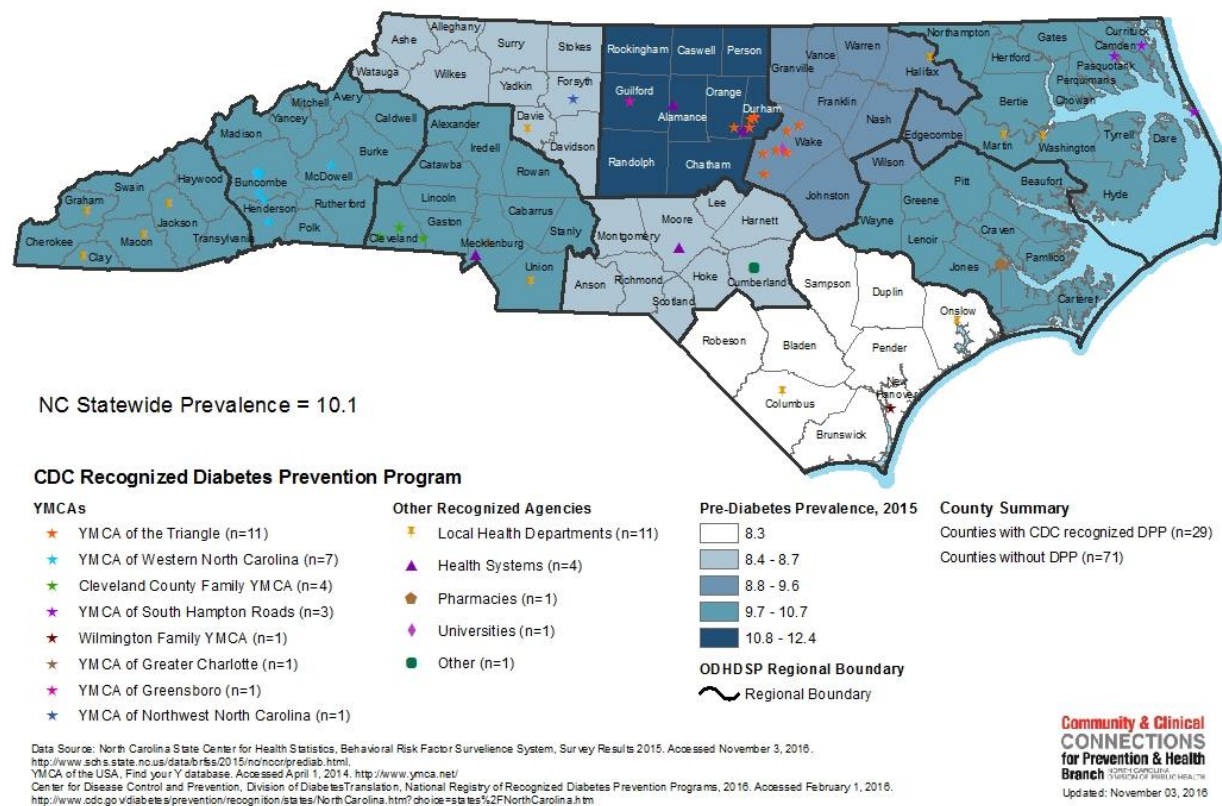 Alleghany
Ashe
Surry
Stokes
Watauga
Wilkes
Yadkin
Forsyth
Davie
Davidson
Rockingham
Caswell
Person
Guilford
Orange
Durham
Alamance
Randolph
Chatham
Vance
Warren
Granville
Halifax
Franklin
Nash
Wake
Edgecombe
Wilson
Johnston
Northampton
Gates
Currituck
Camden
Pasquotank
Hertford
Perquimans
Chowan
Bertie
Martin
Washington
Tyrrell
Dare
Hyde
Beaufort
Pitt
Greene
Wayne
Lenoir
Craven
Pamlico
Jones
Carteret
Mitchell
Avery
Yancey
Madison
Caldwell
Burke
McDowell
Buncombe
Haywood
Swain
Graham
Jackson
Henderson
Rutherford
Polk
Cherokee
Macon
Transylvania
Clay
Alexander
Iredell
Catawba
Rowan
Lincoln
Gaston
Cabarrus
Cleveland
Mecklenburg
Stanly
Union
Lee
Moore
Harnett
Montgomery
Anson
Richmond
Hoke
Cumberland
Scotland
Sampson
Duplin
Onslow
Robeson
Bladen
Pender
New
Hanover
Columbus
Brunswick
NC Statewide Prevalence = 10.1
CDC Recognized Diabetes Prevention Program
YMCAs
YMCA of the Triangle (n=11)
YMCA of Western North Carolina (n=7)
Cleveland County Family YMCA (n=4)
YMCA of South Hampton Roads (n=3)
Wilmington Family YMCA (n=1)
YMCA of Greater Charlotte (n=1)
YMCA of Greensboro (n=1)
YMCA of Northwest North Carolina (n=1)
Other Recognized Agencies
Local Health Departments (n=11)
Health Systems (n=4)
Pharmacies (n=1)
Universities (n=1)
Other (n=1)
Pre-Diabetes Prevalence, 2015
8.3
8.4 - 8.7
8.8 - 9.6
9.7 - 10.7
10.8 - 12.4
ODHDSP Regional Boundary
Regional Boundary
County Summary
Counties with CDC recognized DPP (n=29)
Counties without DPP (n=71)
Data Source: North Carolina State Center for Health Statistics, Behavioral Risk Factor Survelience System, Survey Results 2015. Accessed November 3, 2016.
http://www.schs.state.nc.us/data/brfss/2015/nc/nccr/prediab.html.
YMCA of the USA, Find your Y database. Accessed April 1, 2014. http://www.ymca.net/
Center for Disease Control and Prevention, Division of DiabetesTranslation, National Registry of Recognized Diabetes Prevention Programs, 2016. Accessed February 1, 2016.
http://www.cdc.gov/diabetes/prevention/recognition/states/NorthCarolina.htm?choice=states%2FNorthCarolina.htm
Community & Clinical
CONNECTIONS
for Prevention & Health
Branch NORTH CAROLINA
DIVISION OF PUBLIC HEALTH
Updated: November 03, 2016